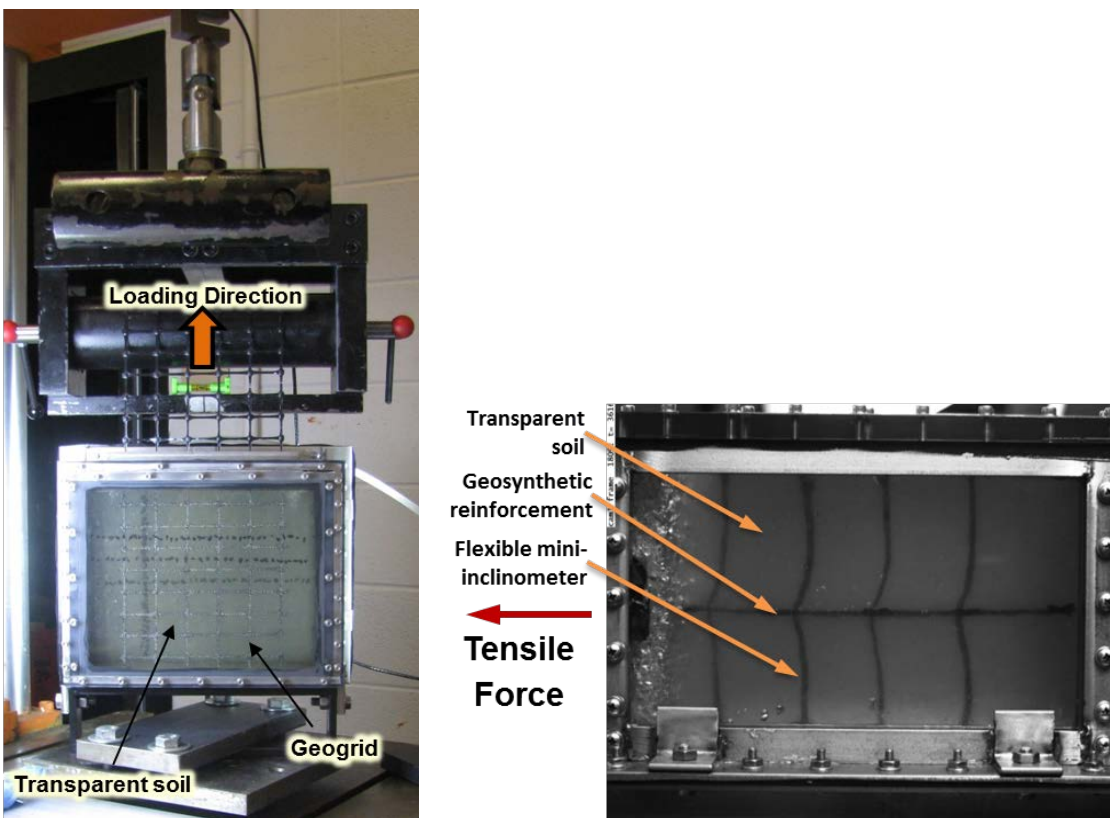 Loading Direction
Geogrid
Transparent soil
Transparent
soil
Geosynthetic
reinforcement
Flexible mini-
inclinometer
Tensile
Force